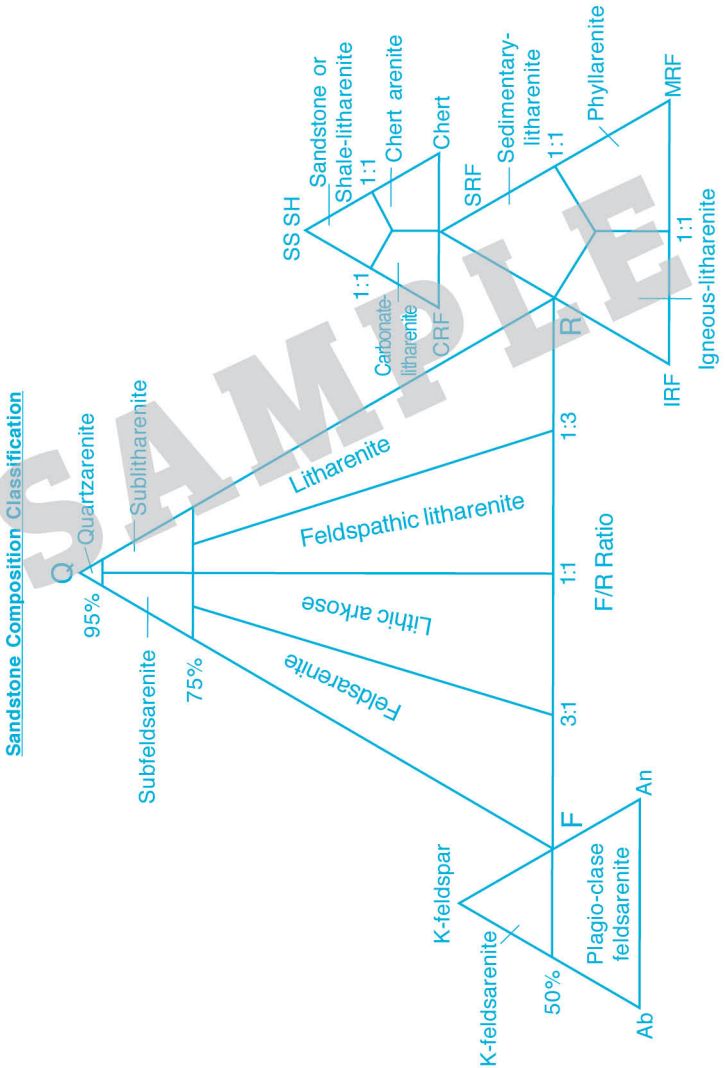 Sandstone Composition Classification
Q
95%
Quartzarenite
Sublitharenite
Subfeldsarenite
75%
Feldsarenite
Lithic arkose
Feldspathic litharenite
Litharenite
3:1
1:1
1:3
F/R Ratio
F
R
K-feldspar
K-feldsarenite
50%
Plagio-clase
feldsarenite
Ab
An
SS SH
Sandstone or
Shale-litharenite
1:1
1:1
Chert arenite
Carbonate-
litharenite
CRF
Chert
SRF
Sedimentary-
litharenite
1:1
Phyllarenite
MRF
1:1
IRF
Igneous-litharenite
SAMPLE